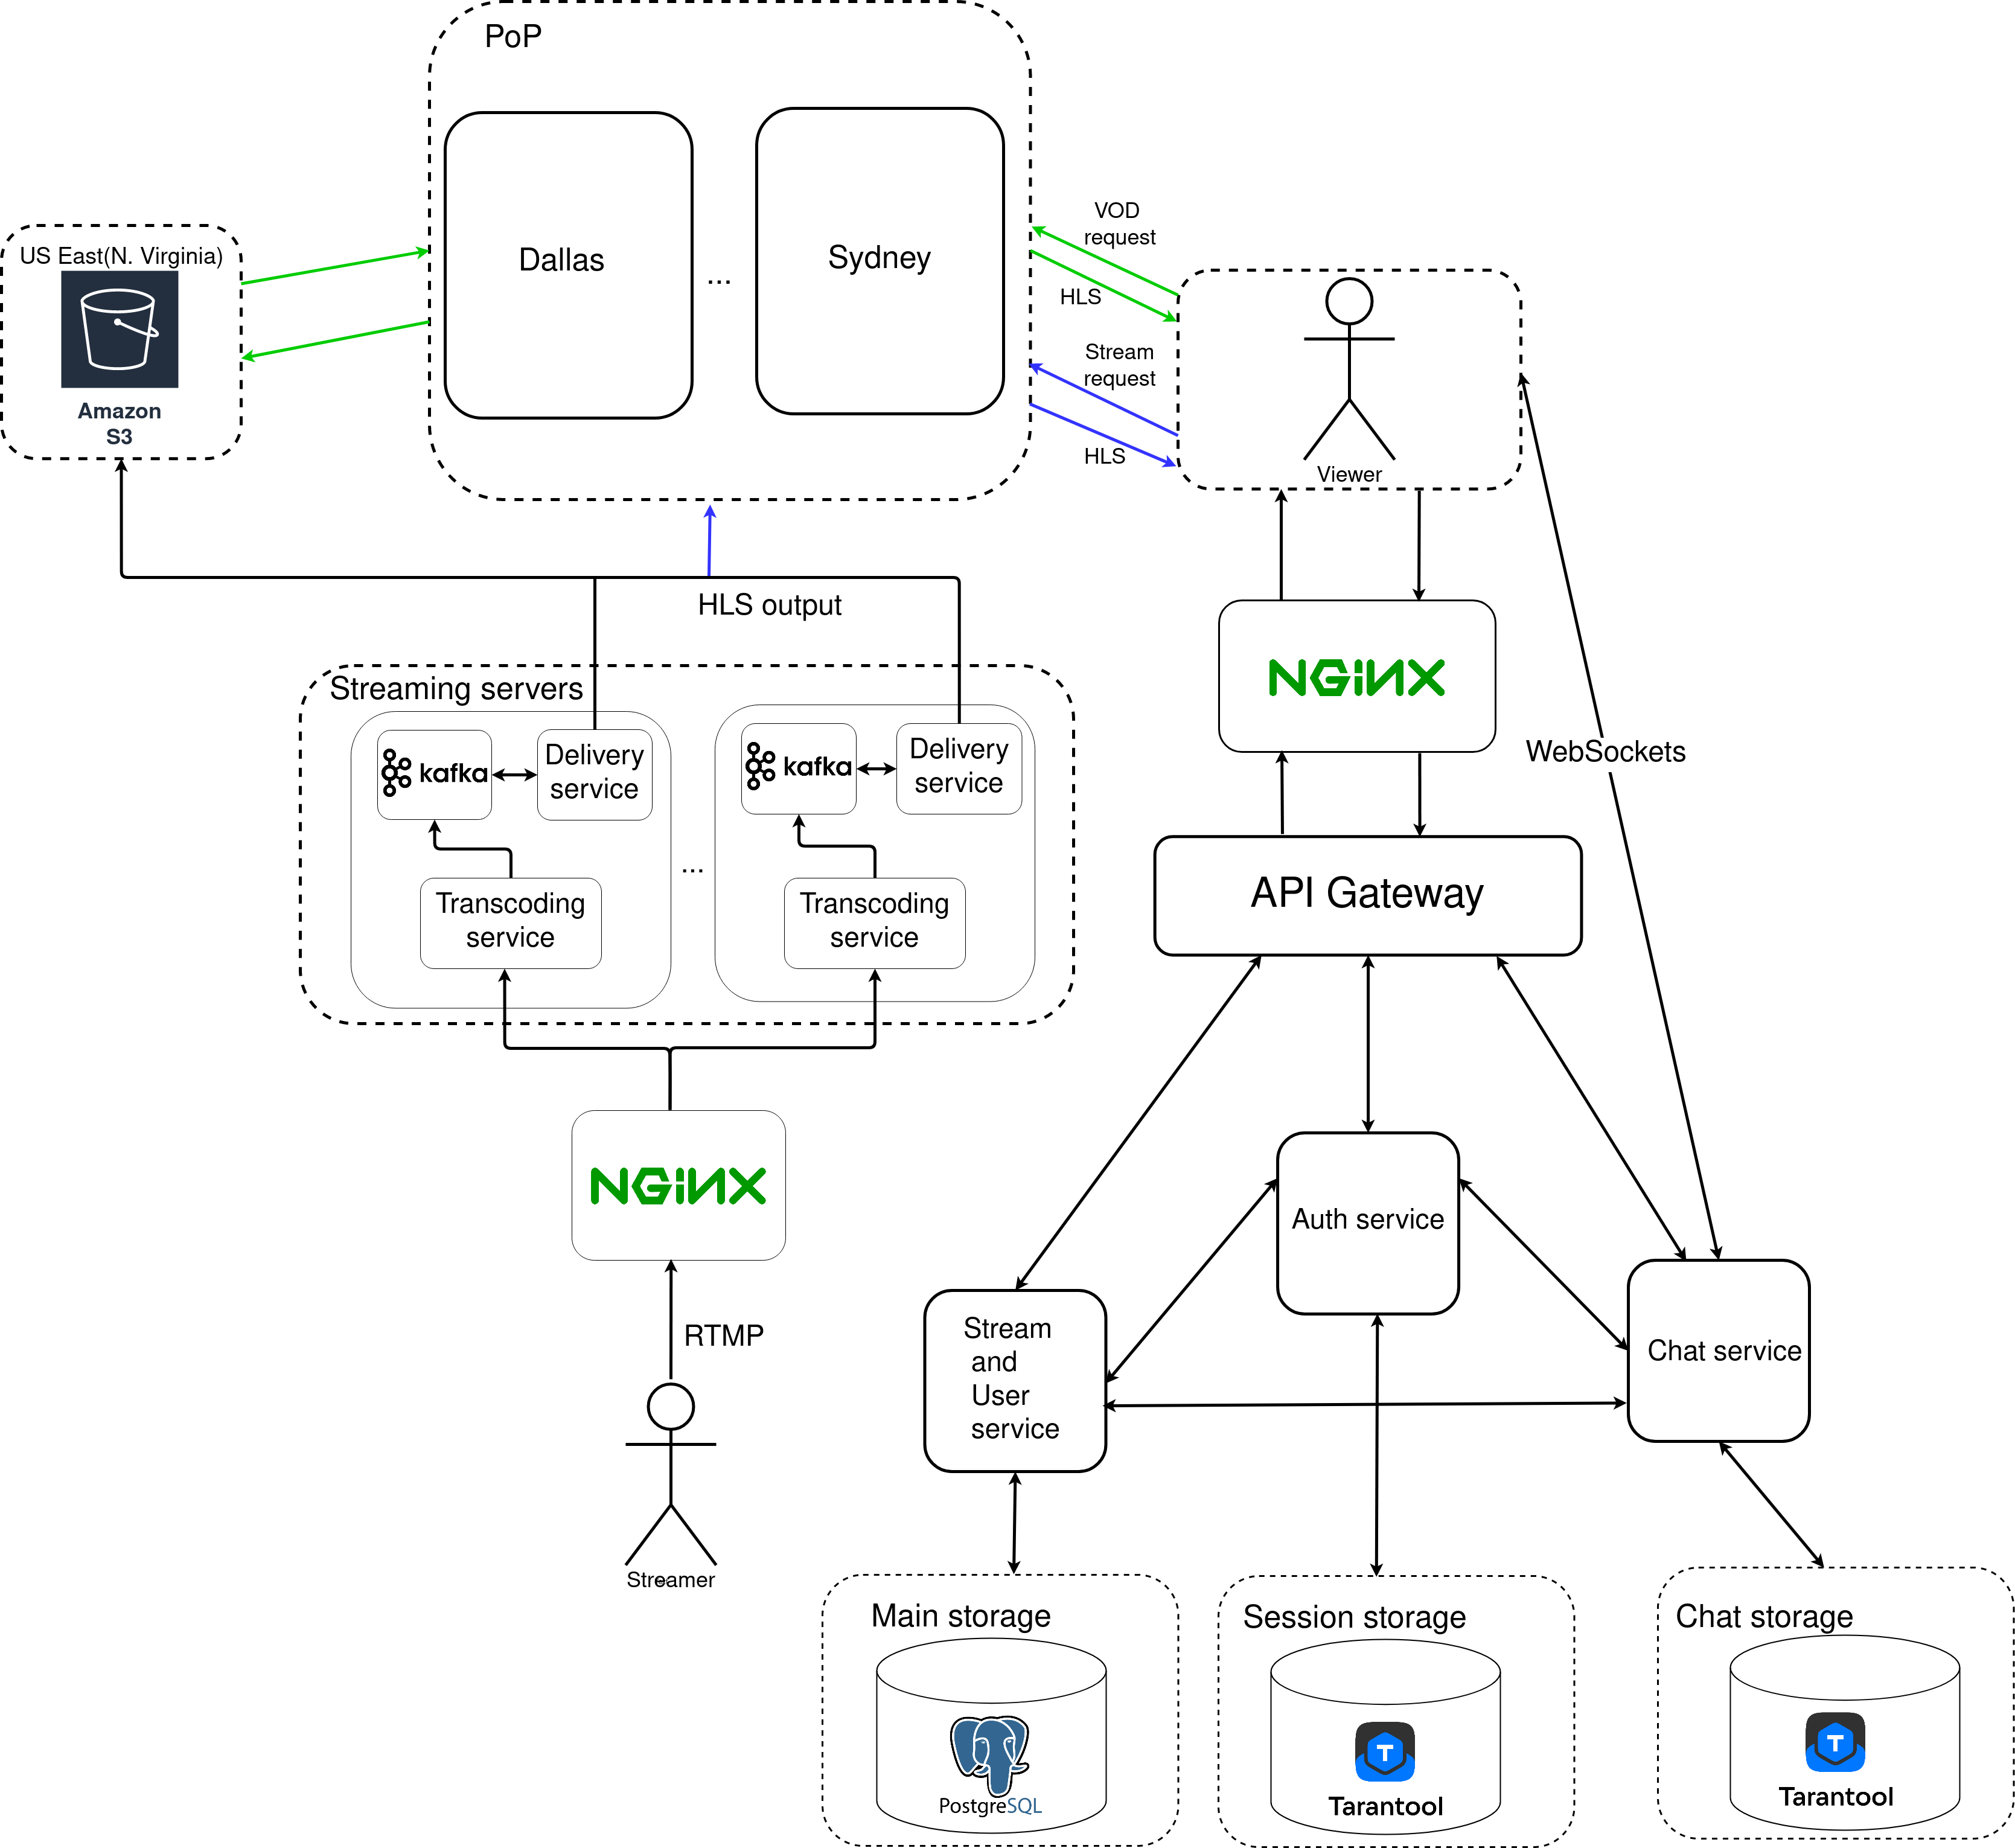 PoP
Dallas
...
Sydney
VOD
request
HLS
Stream
request
HLS
US East(N. Virginia)
Amazon
S3
Viewer
HLS output
NGINX
WebSockets
Streaming servers
kafka
Delivery
service
kafka
Delivery
service
...
Transcoding
service
Transcoding
service
API Gateway
NGINX
RTMP
Streamer
Auth service
Stream
and
User
service
Chat service
Main storage
PostgreSQL
Session storage
T
Tarantool
Chat storage
T
Tarantool